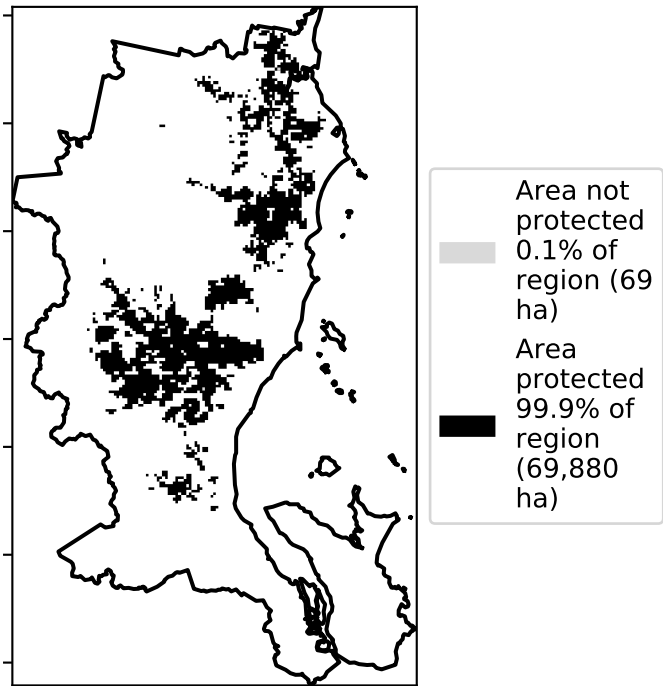 Area not
protected
0.1% of
region (69
ha)
Area
protected
99.9% of
region
(69,880
ha)